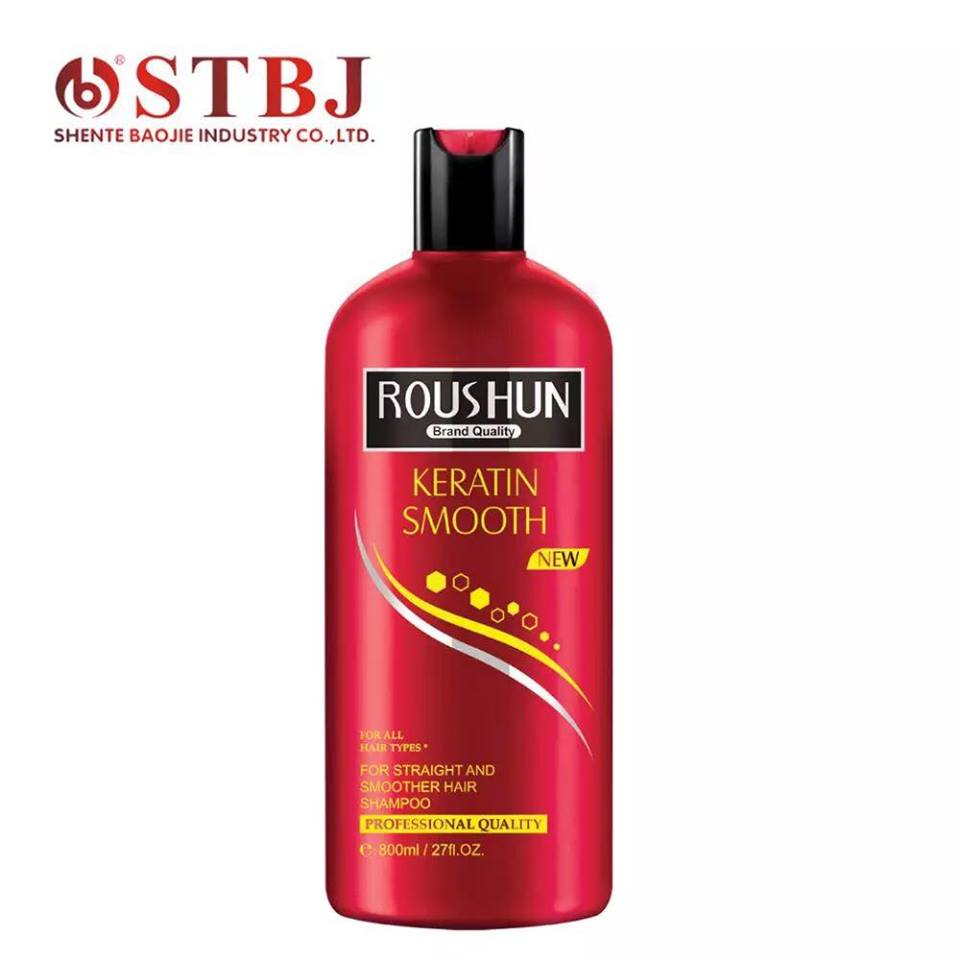 b® STBJ
SHENTE BAOJIE INDUSTRY CO.,LTD.
ROUSHUN
Brand Quality
KERATIN
SMOOTH
NEW
FOR ALL
HAIR TYPES *
FOR STRAIGHT AND
SMOOTHER HAIR
SHAMPOO
PROFESSIONAL QUALITY
℮ 800ml / 27fl.OZ.